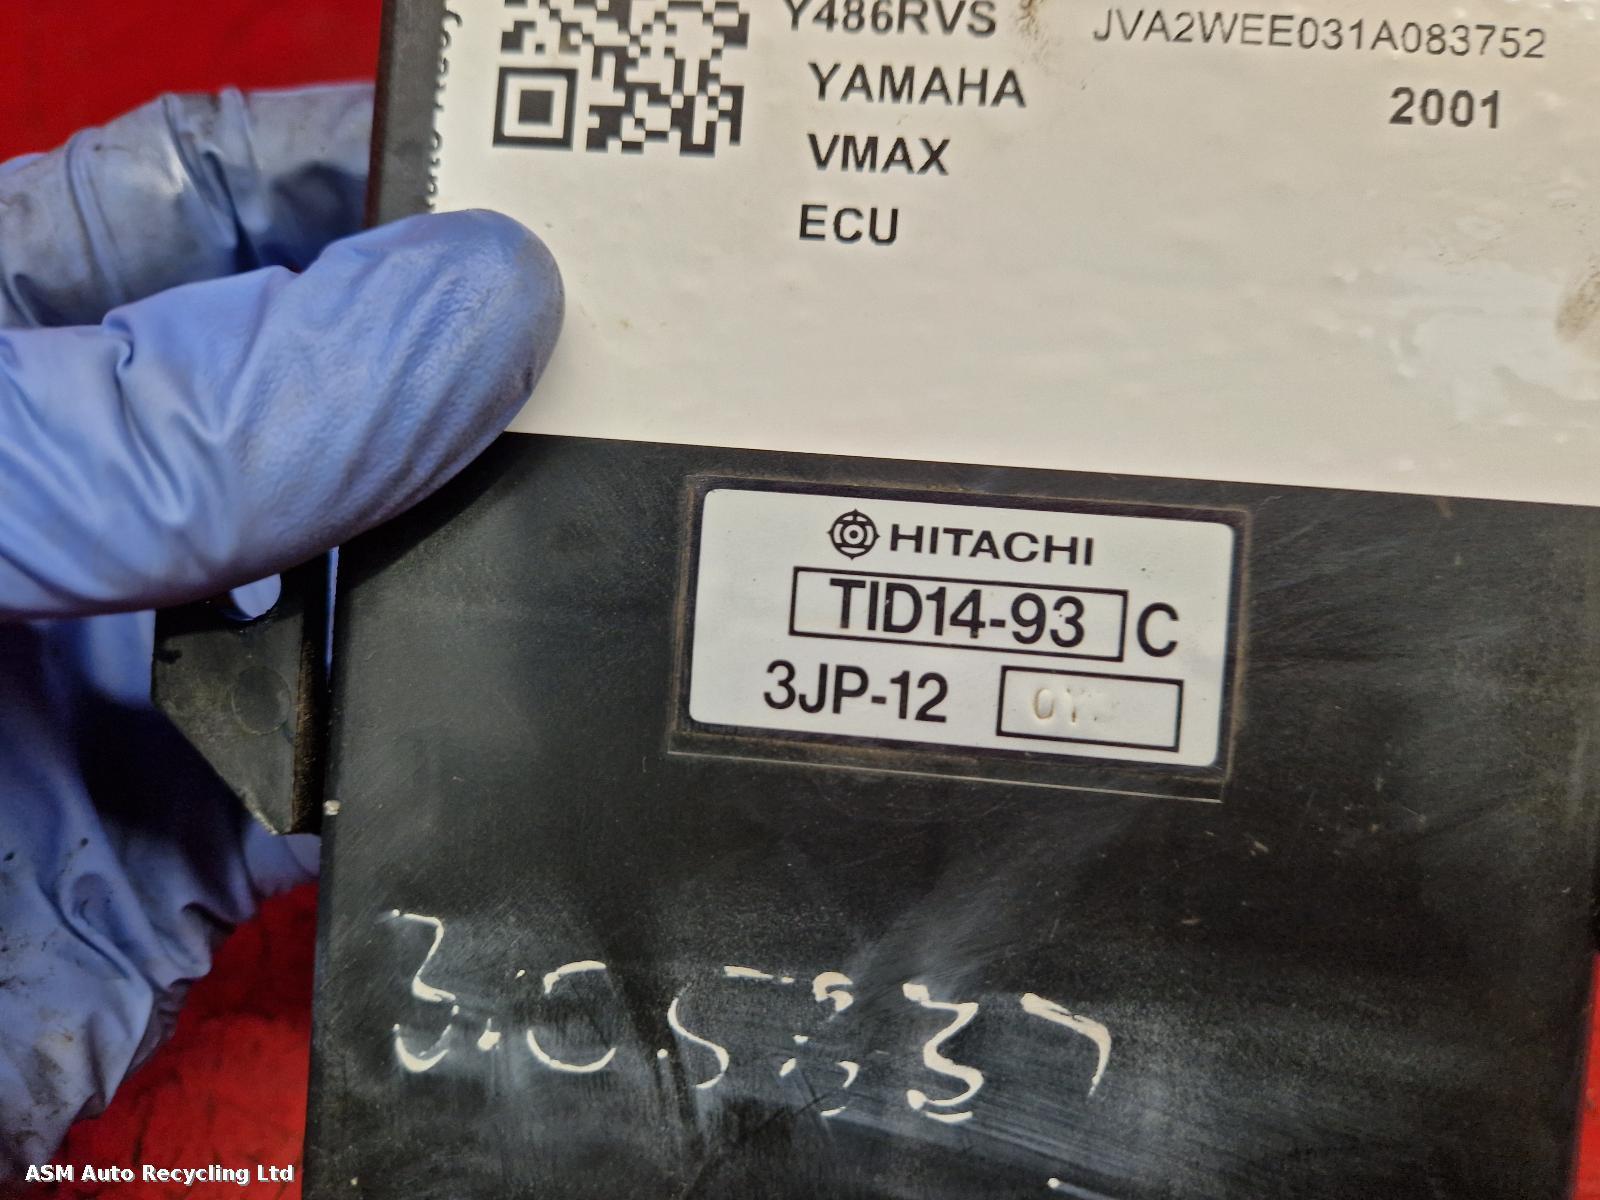 Y486RVS JVA2WEE031A083752
YAMAHA 2001
VMAX
ECU
HITACHI
TID14-93 C
3JP-12
ASM Auto Recycling Ltd